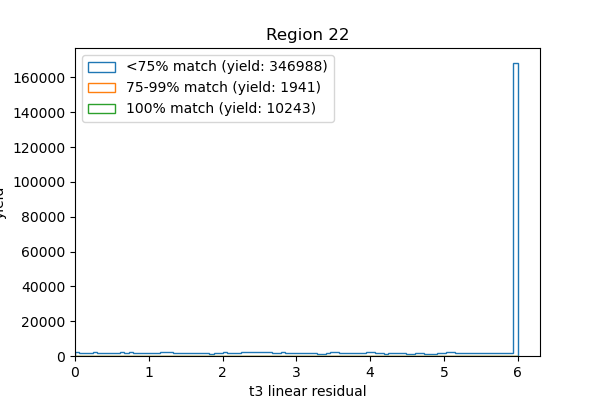 Region 22
<75% match (yield: 346988)
75-99% match (yield: 1941)
100% match (yield: 10243)
160000
140000
120000
100000
80000
60000
40000
20000
0
0 1 2 3 4 5 6
t3 linear residual